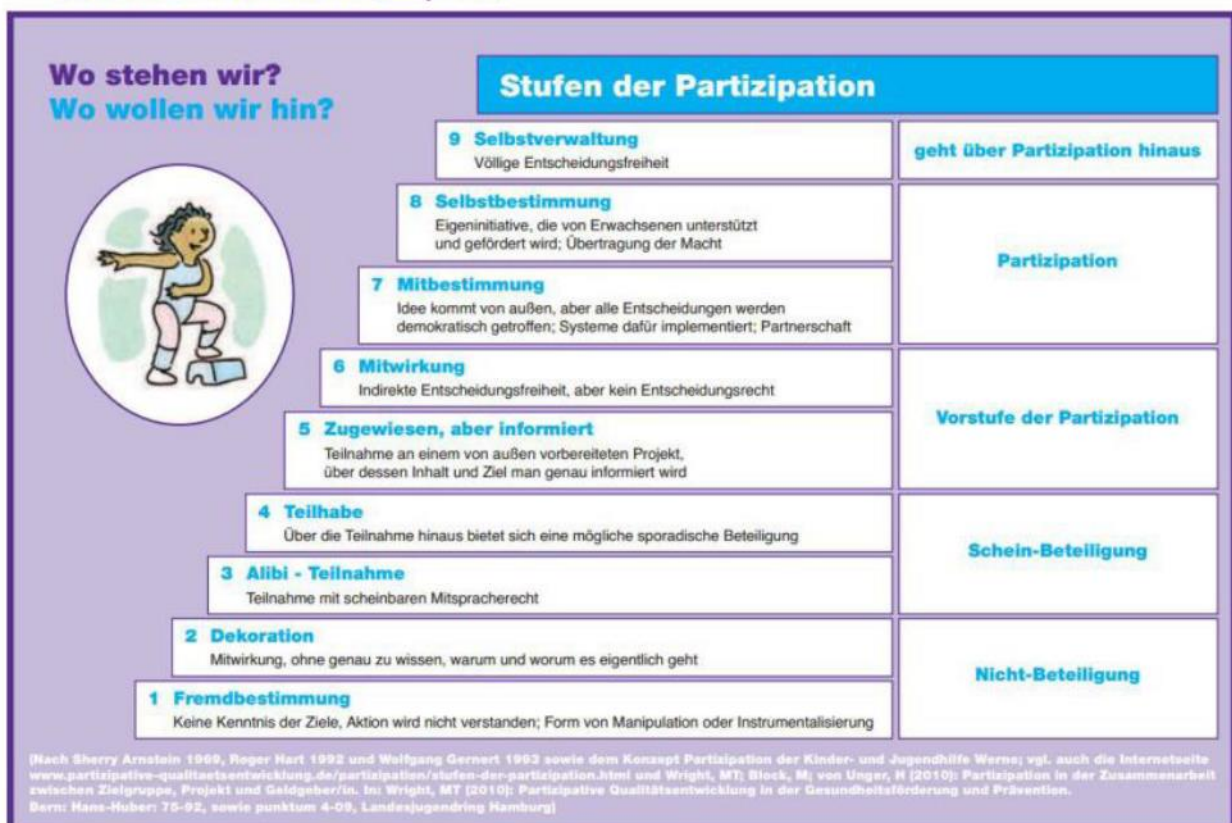 Wo stehen wir?
Wo wollen wir hin?
Stufen der Partizipation
9 Selbstverwaltung
Völlige Entscheidungsfreiheit
geht über Partizipation hinaus
8 Selbstbestimmung
Eigeninitiative, die von Erwachsenen unterstützt
und gefördert wird; Übertragung der Macht
Partizipation
7 Mitbestimmung
Idee kommt von außen, aber alle Entscheidungen werden
demokratisch getroffen; Systeme dafür implementiert; Partnerschaft
6 Mitwirkung
Indirekte Entscheidungsfreiheit, aber kein Entscheidungsrecht
Vorstufe der Partizipation
5 Zugewiesen, aber informiert
Teilnahme an einem von außen vorbereiteten Projekt,
über dessen Inhalt und Ziel man genau informiert wird
4 Teilhabe
Über die Teilnahme hinaus bietet sich eine mögliche sporadische Beteiligung
Schein-Beteiligung
3 Alibi - Teilnahme
Teilnahme mit scheinbaren Mitspracherecht
2 Dekoration
Mitwirkung, ohne genau zu wissen, warum und worum es eigentlich geht
Nicht-Beteiligung
1 Fremdbestimmung
Keine Kenntnis der Ziele, Aktion wird nicht verstanden; Form von Manipulation oder Instrumentalisierung
(Nach Sherry Arnstein 1969, Roger Hart 1992 und Wolfgang Gernert 1993 sowie dem Konzept Partizipation der Kinder- und Jugendhilfe Werne; vgl. auch die Internetseite
www.partizipative-qualitaetsentwicklung.de/partizipation/stufen-der-partizipation.html und Wright, MT; Block, M; von Unger, H (2010): Partizipation in der Zusammenarbeit
zwischen Zielgruppe, Projekt und Geldgeber/in. In: Wright, MT (2010): Partizipative Qualitätsentwicklung in der Gesundheitsförderung und Prävention.
Bern: Hans-Huber: 75-92, sowie punktum 4-09, Landesjugendring Hamburg)